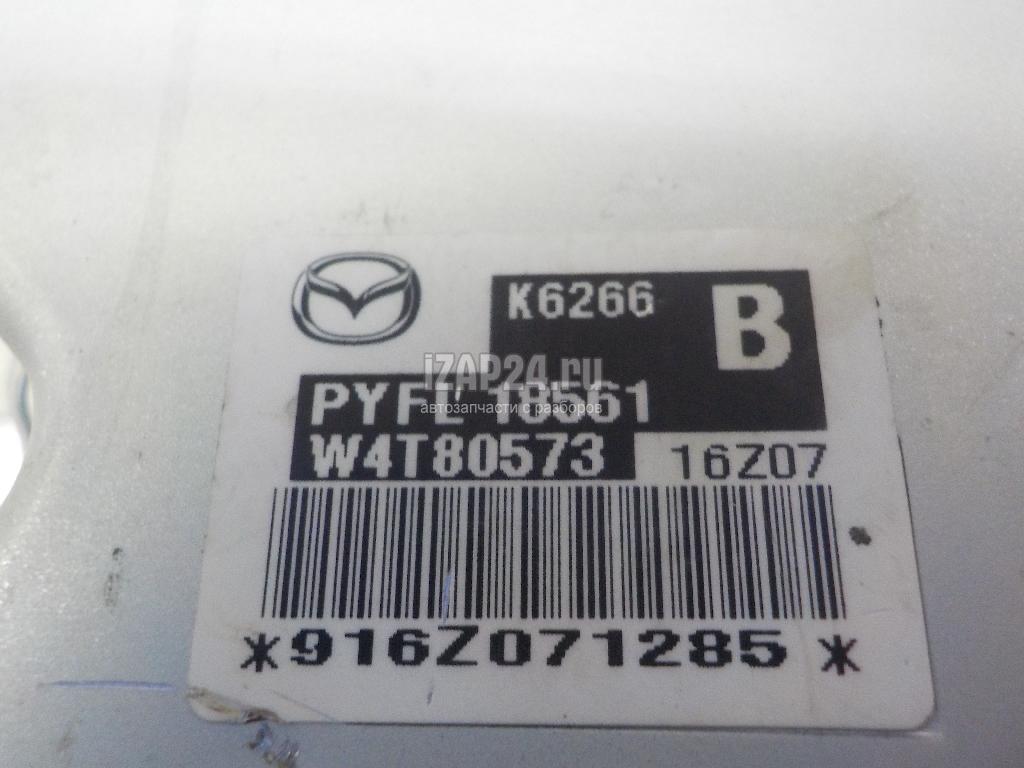 K6266 B
iZAP24.ru
PYFL 18561
автозапчасти с разборов
W4T80573 16Z07
*916Z071285*